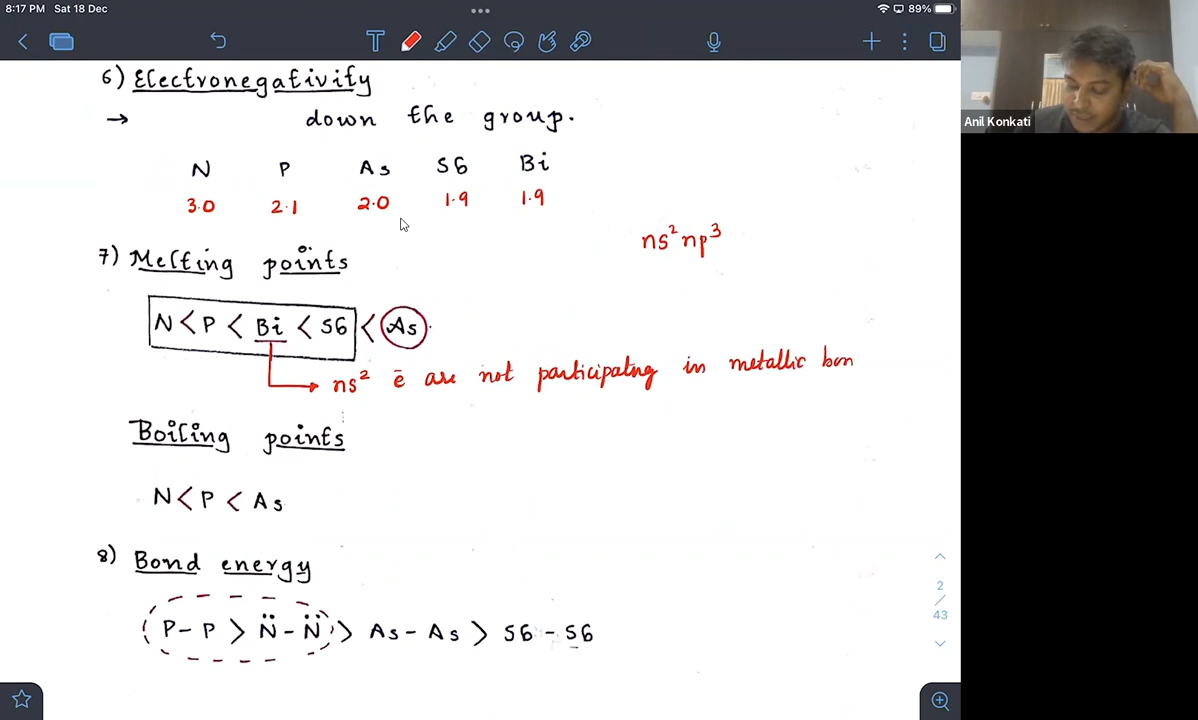 8:17 PM Sat 18 Dec
89%
6) Electronegativity
→ down the group.
N P As Sb Bi
3.0 2.1 2.0 1.9 1.9
ns² np³
7) Melting points
N < P < Bi < Sb < As
ns² ē are not participatng in metallic bon
Boiling points
N < P < As
8) Bond energy
P - P > N̈ - N̈ > As - As > Sb - Sb
Anil Konkati
2
/
43